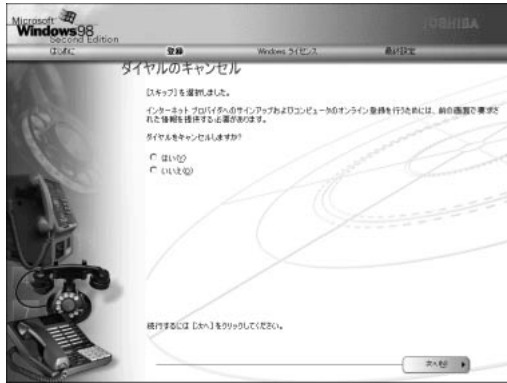 Microsoft
Windows98
Second Edition
TOSHIBA
はじめに 登録 Windows ライセンス 最終設定
ダイヤルのキャンセル
[スキップ] を選択しました。
インターネット プロバイダへのサインアップおよびコンピュータのオンライン登録を行うためには、前の画面で要求さ
れた情報を提供する必要があります。
ダイヤルをキャンセルしますか?
はい(Y)
いいえ(O)
続行するには [次へ] をクリックしてください。
次へ(N)